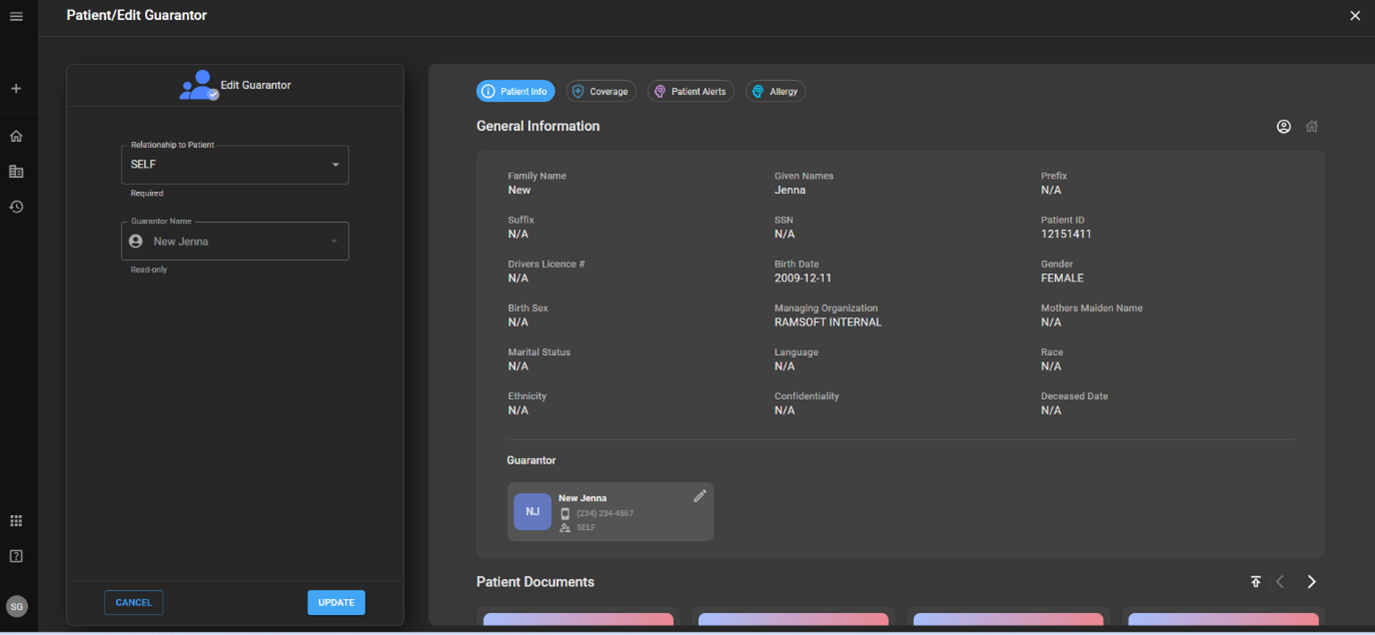 Patient/Edit Guarantor
Edit Guarantor
Relationship to Patient
SELF
Required
Guarantor Name
New Jenna
Read-only
CANCEL
UPDATE
SG
Patient Info
Coverage
Patient Alerts
Allergy
General Information
Family Name
New
Given Names
Jenna
Prefix
N/A
Suffix
N/A
SSN
N/A
Patient ID
12151411
Drivers Licence #
N/A
Birth Date
2009-12-11
Gender
FEMALE
Birth Sex
N/A
Managing Organization
RAMSOFT INTERNAL
Mothers Maiden Name
N/A
Marital Status
N/A
Language
N/A
Race
N/A
Ethnicity
N/A
Confidentiality
N/A
Deceased Date
N/A
Guarantor
NJ
New Jenna
(234) 234-4567
SELF
Patient Documents